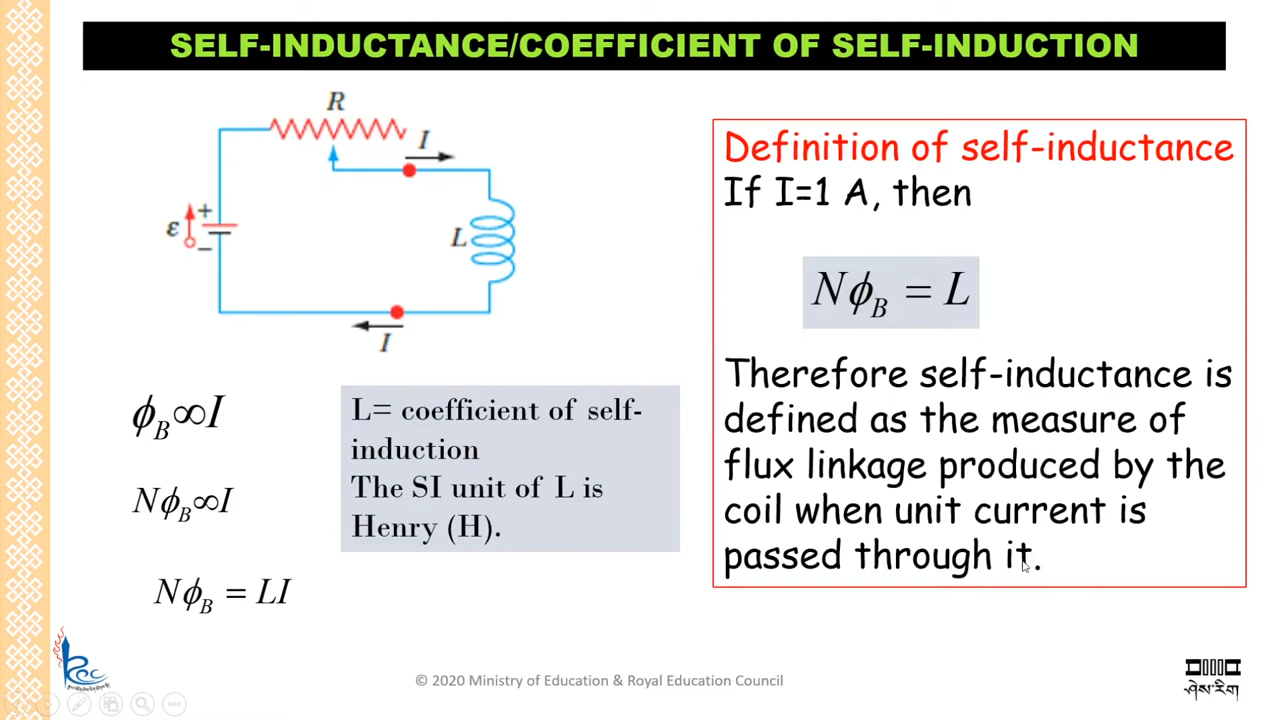 SELF-INDUCTANCE/COEFFICIENT OF SELF-INDUCTION
R
I
ε
+
−
L
I
ϕ_B ∞ I
Nϕ_B ∞ I
Nϕ_B = LI
L= coefficient of self-
induction
The SI unit of L is
Henry (H).
Definition of self-inductance
If I=1 A, then
Nϕ_B = L
Therefore self-inductance is
defined as the measure of
flux linkage produced by the
coil when unit current is
passed through it.
© 2020 Ministry of Education & Royal Education Council
ཤེས་རིག